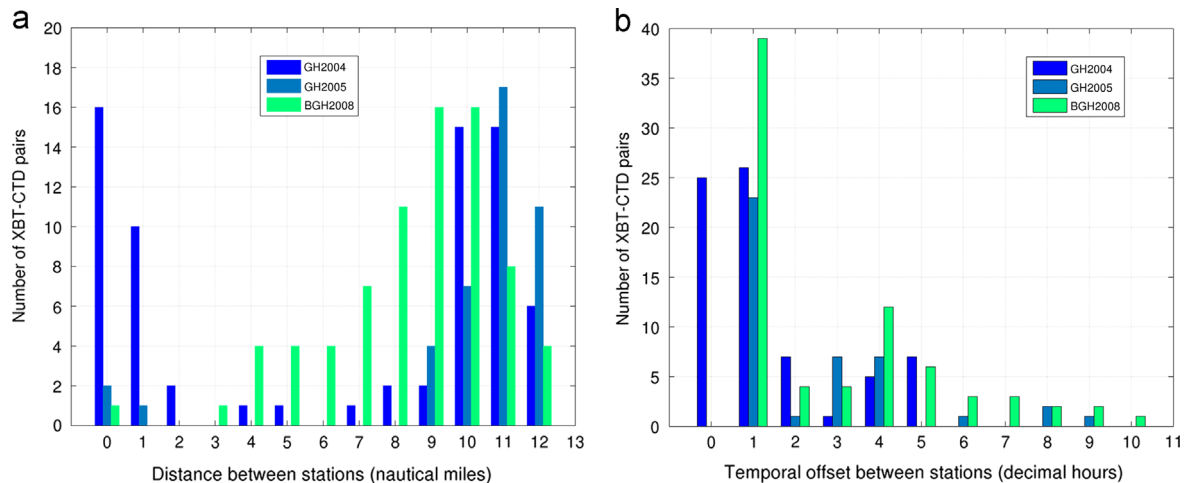 a
20
18
16
14
12
10
8
6
4
2
0
Number of XBT-CTD pairs
GH2004
GH2005
BGH2008
0 1 2 3 4 5 6 7 8 9 10 11 12 13
Distance between stations (nautical miles)
b
40
35
30
25
20
15
10
5
0
Number of XBT-CTD pairs
GH2004
GH2005
BGH2008
0 1 2 3 4 5 6 7 8 9 10 11
Temporal offset between stations (decimal hours)